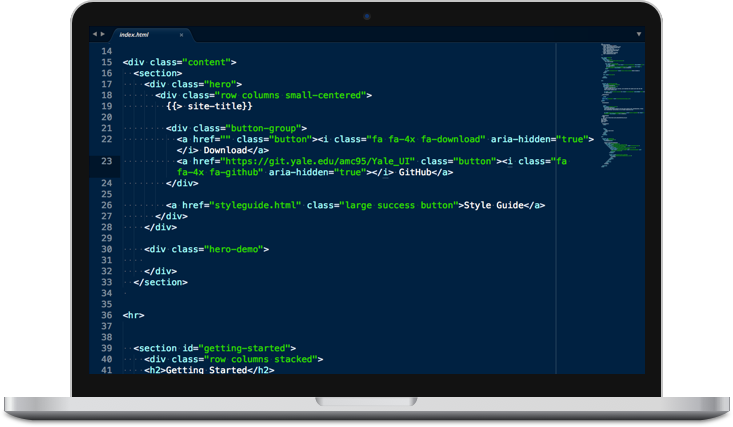 index.html ×
14
15 <div class="content">
16 <section>
17 <div class="hero">
18 <div class="row columns small-centered">
19 {{> site-title}}
20
21 <div class="button-group">
22 <a href="" class="button"><i class="fa fa-4x fa-download" aria-hidden="true">
</i> Download</a>
23 <a href="https://git.yale.edu/amc95/Yale_UI" class="button"><i class="fa
fa-4x fa-github" aria-hidden="true"></i> GitHub</a>
24 </div>
25
26 <a href="styleguide.html" class="large success button">Style Guide</a>
27 </div>
28 </div>
29
30 <div class="hero-demo">
31
32 </div>
33 </section>
34
35
36 <hr>
37
38
39 <section id="getting-started">
40 <div class="row columns stacked">
41 <h2>Getting Started</h2>